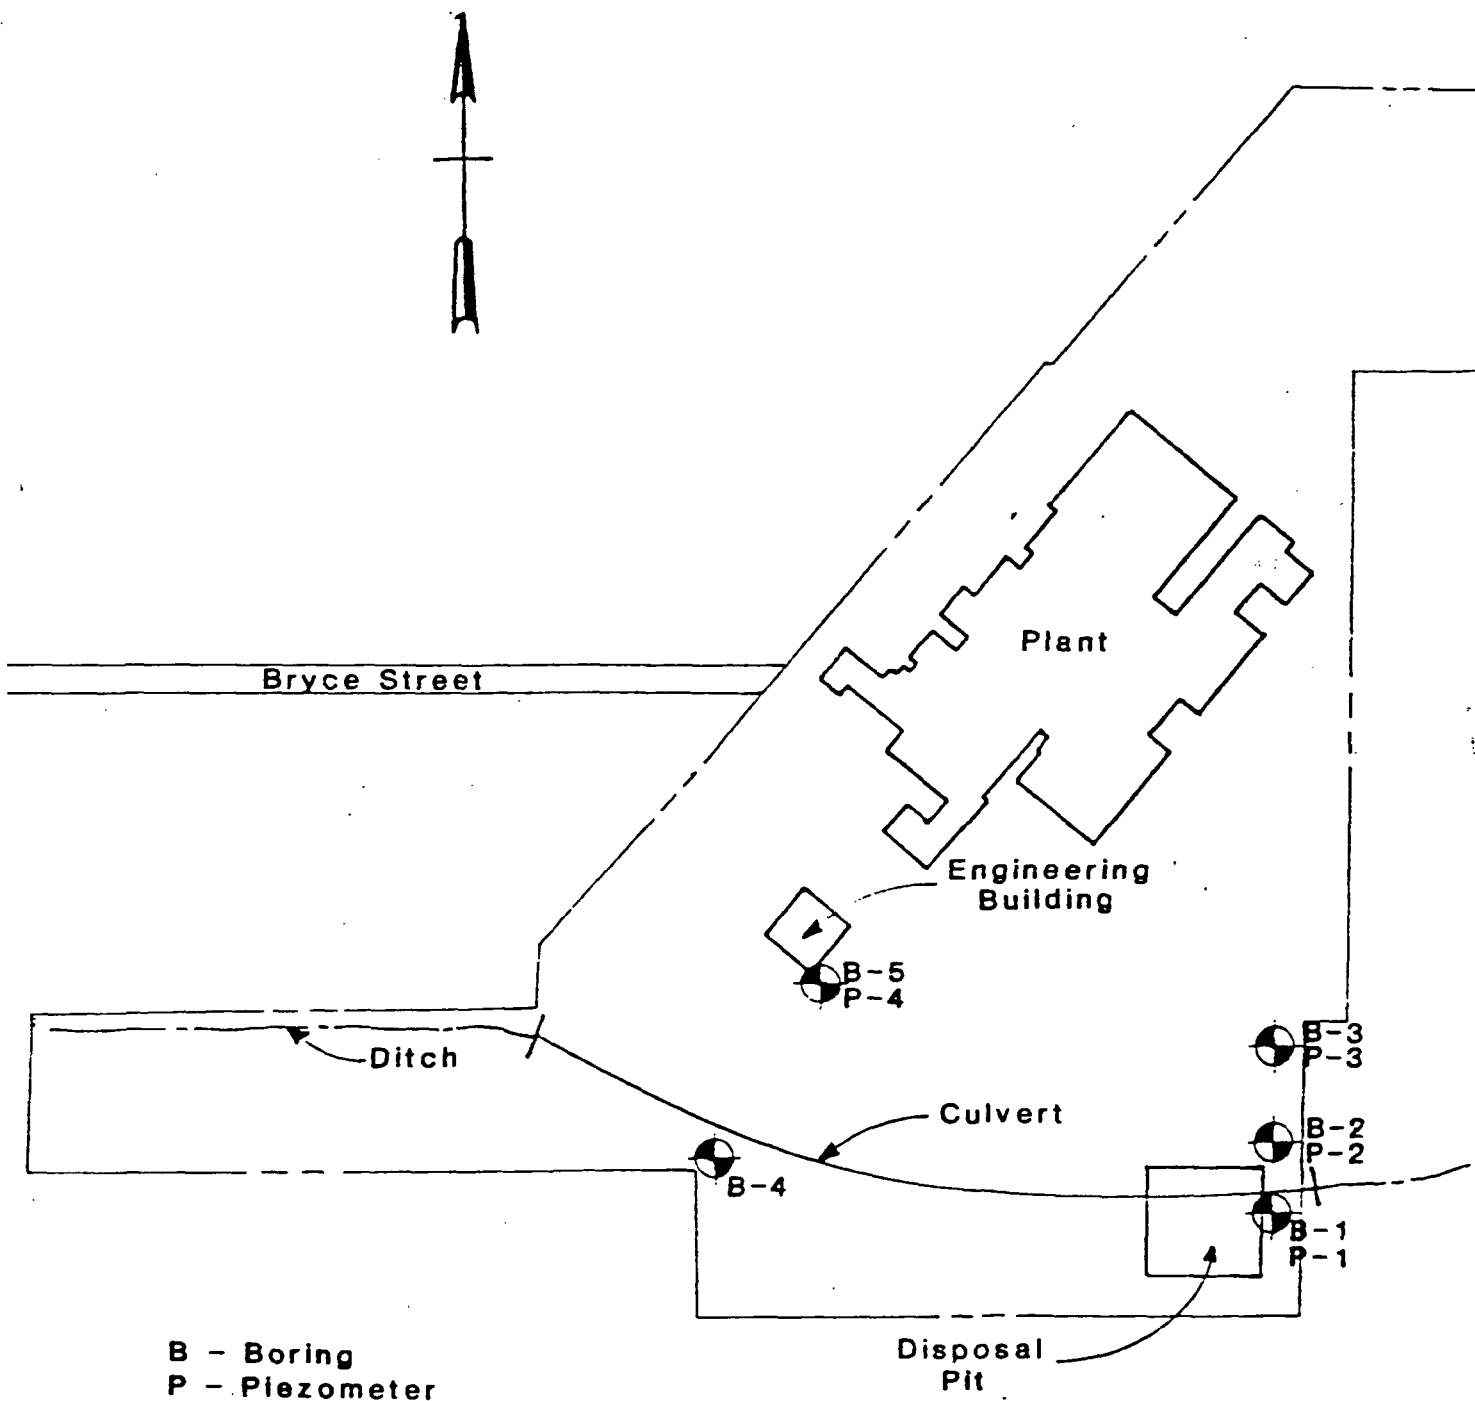 Plant
Bryce Street
Engineering
Building
B-5
P-4
B-3
P-3
Ditch
Culvert
B-2
P-2
B-4
B-1
P-1
Disposal
Pit
B - Boring
P - Piezometer